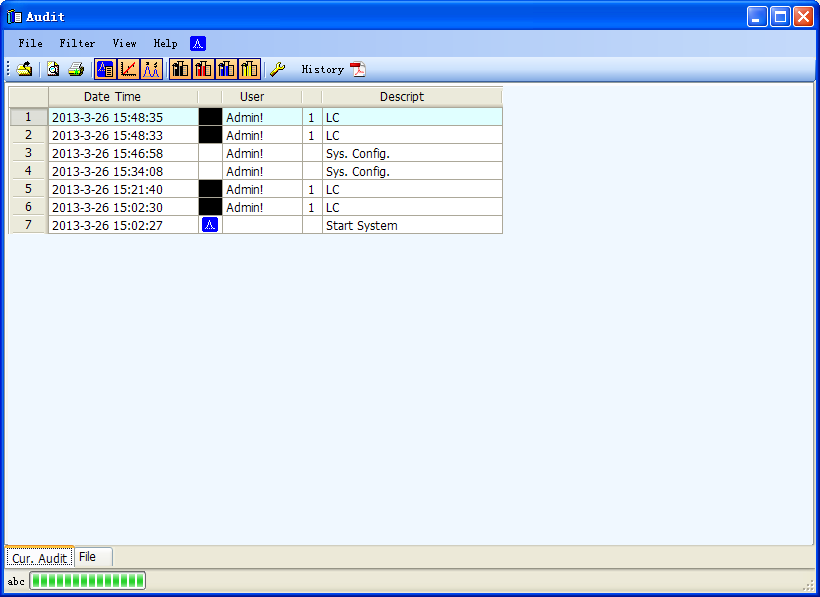 Audit
File Filter View Help
History
Date Time User Descript
1 2013-3-26 15:48:35 Admin! 1 LC
2 2013-3-26 15:48:33 Admin! 1 LC
3 2013-3-26 15:46:58 Admin! Sys. Config.
4 2013-3-26 15:34:08 Admin! Sys. Config.
5 2013-3-26 15:21:40 Admin! 1 LC
6 2013-3-26 15:02:30 Admin! 1 LC
7 2013-3-26 15:02:27 Start System
Cur. Audit File
abc